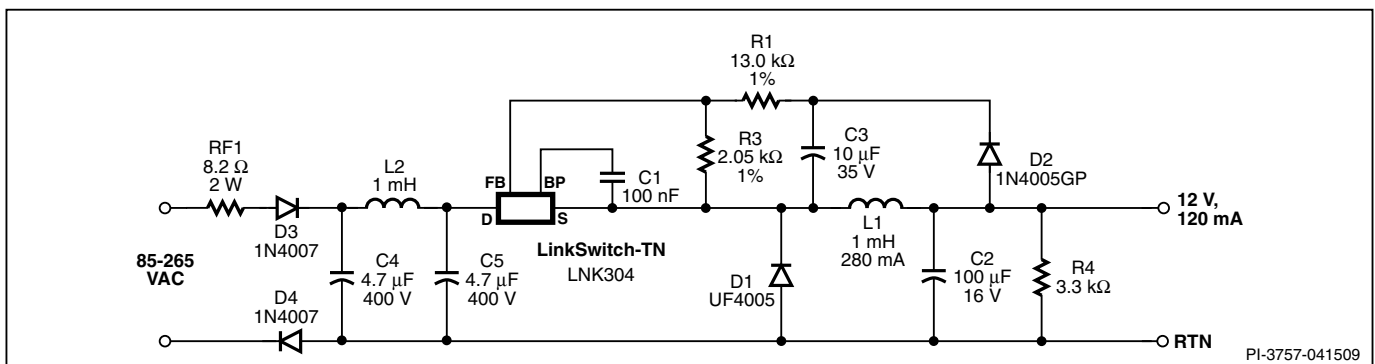 R1
13.0 kΩ
1%
RF1
8.2 Ω
2 W
L2
1 mH
FB
BP
D
S
C1
100 nF
R3
2.05 kΩ
1%
C3
10 µF
35 V
D2
1N4005GP
D3
1N4007
85-265
VAC
C4
4.7 µF
400 V
C5
4.7 µF
400 V
LinkSwitch-TN
LNK304
D1
UF4005
L1
1 mH
280 mA
C2
100 µF
16 V
R4
3.3 kΩ
12 V,
120 mA
D4
1N4007
RTN
PI-3757-041509